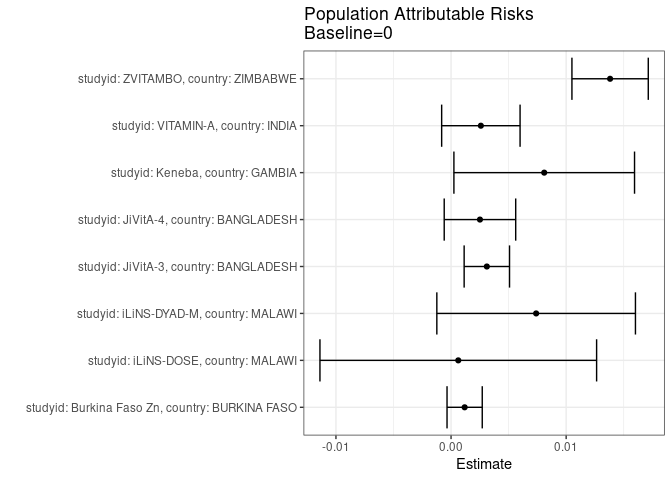 Population Attributable Risks
Baseline=0
studyid: ZVITAMBO, country: ZIMBABWE
studyid: VITAMIN-A, country: INDIA
studyid: Keneba, country: GAMBIA
studyid: JiVitA-4, country: BANGLADESH
studyid: JiVitA-3, country: BANGLADESH
studyid: iLiNS-DYAD-M, country: MALAWI
studyid: iLiNS-DOSE, country: MALAWI
studyid: Burkina Faso Zn, country: BURKINA FASO
-0.01 0.00 0.01
Estimate